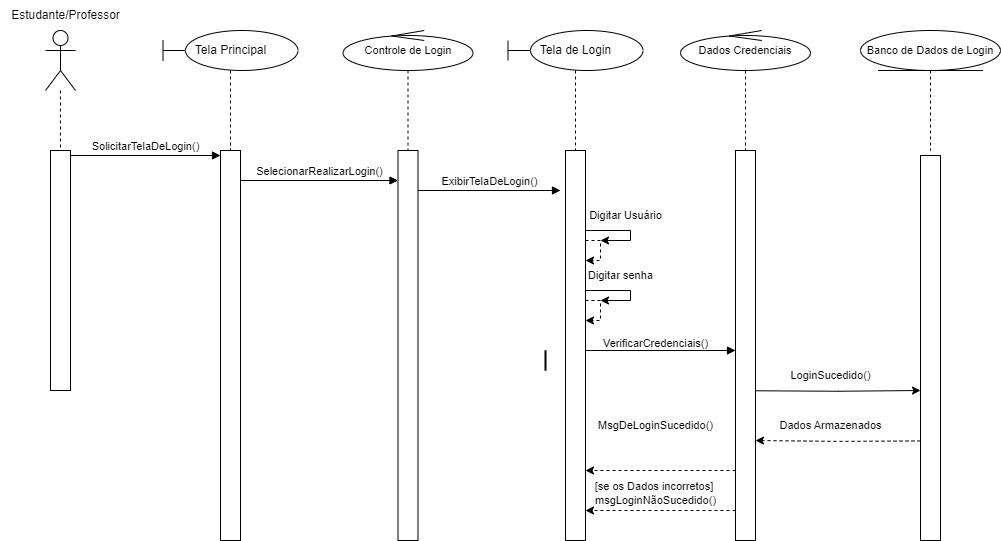 Estudante/Professor
Tela Principal
Controle de Login
Tela de Login
Dados Credenciais
Banco de Dados de Login
SolicitarTelaDeLogin()
SelecionarRealizarLogin()
ExibirTelaDeLogin()
Digitar Usuário
Digitar senha
VerificarCredenciais()
LoginSucedido()
MsgDeLoginSucedido()
Dados Armazenados
[se os Dados incorretos]
msgLoginNãoSucedido()